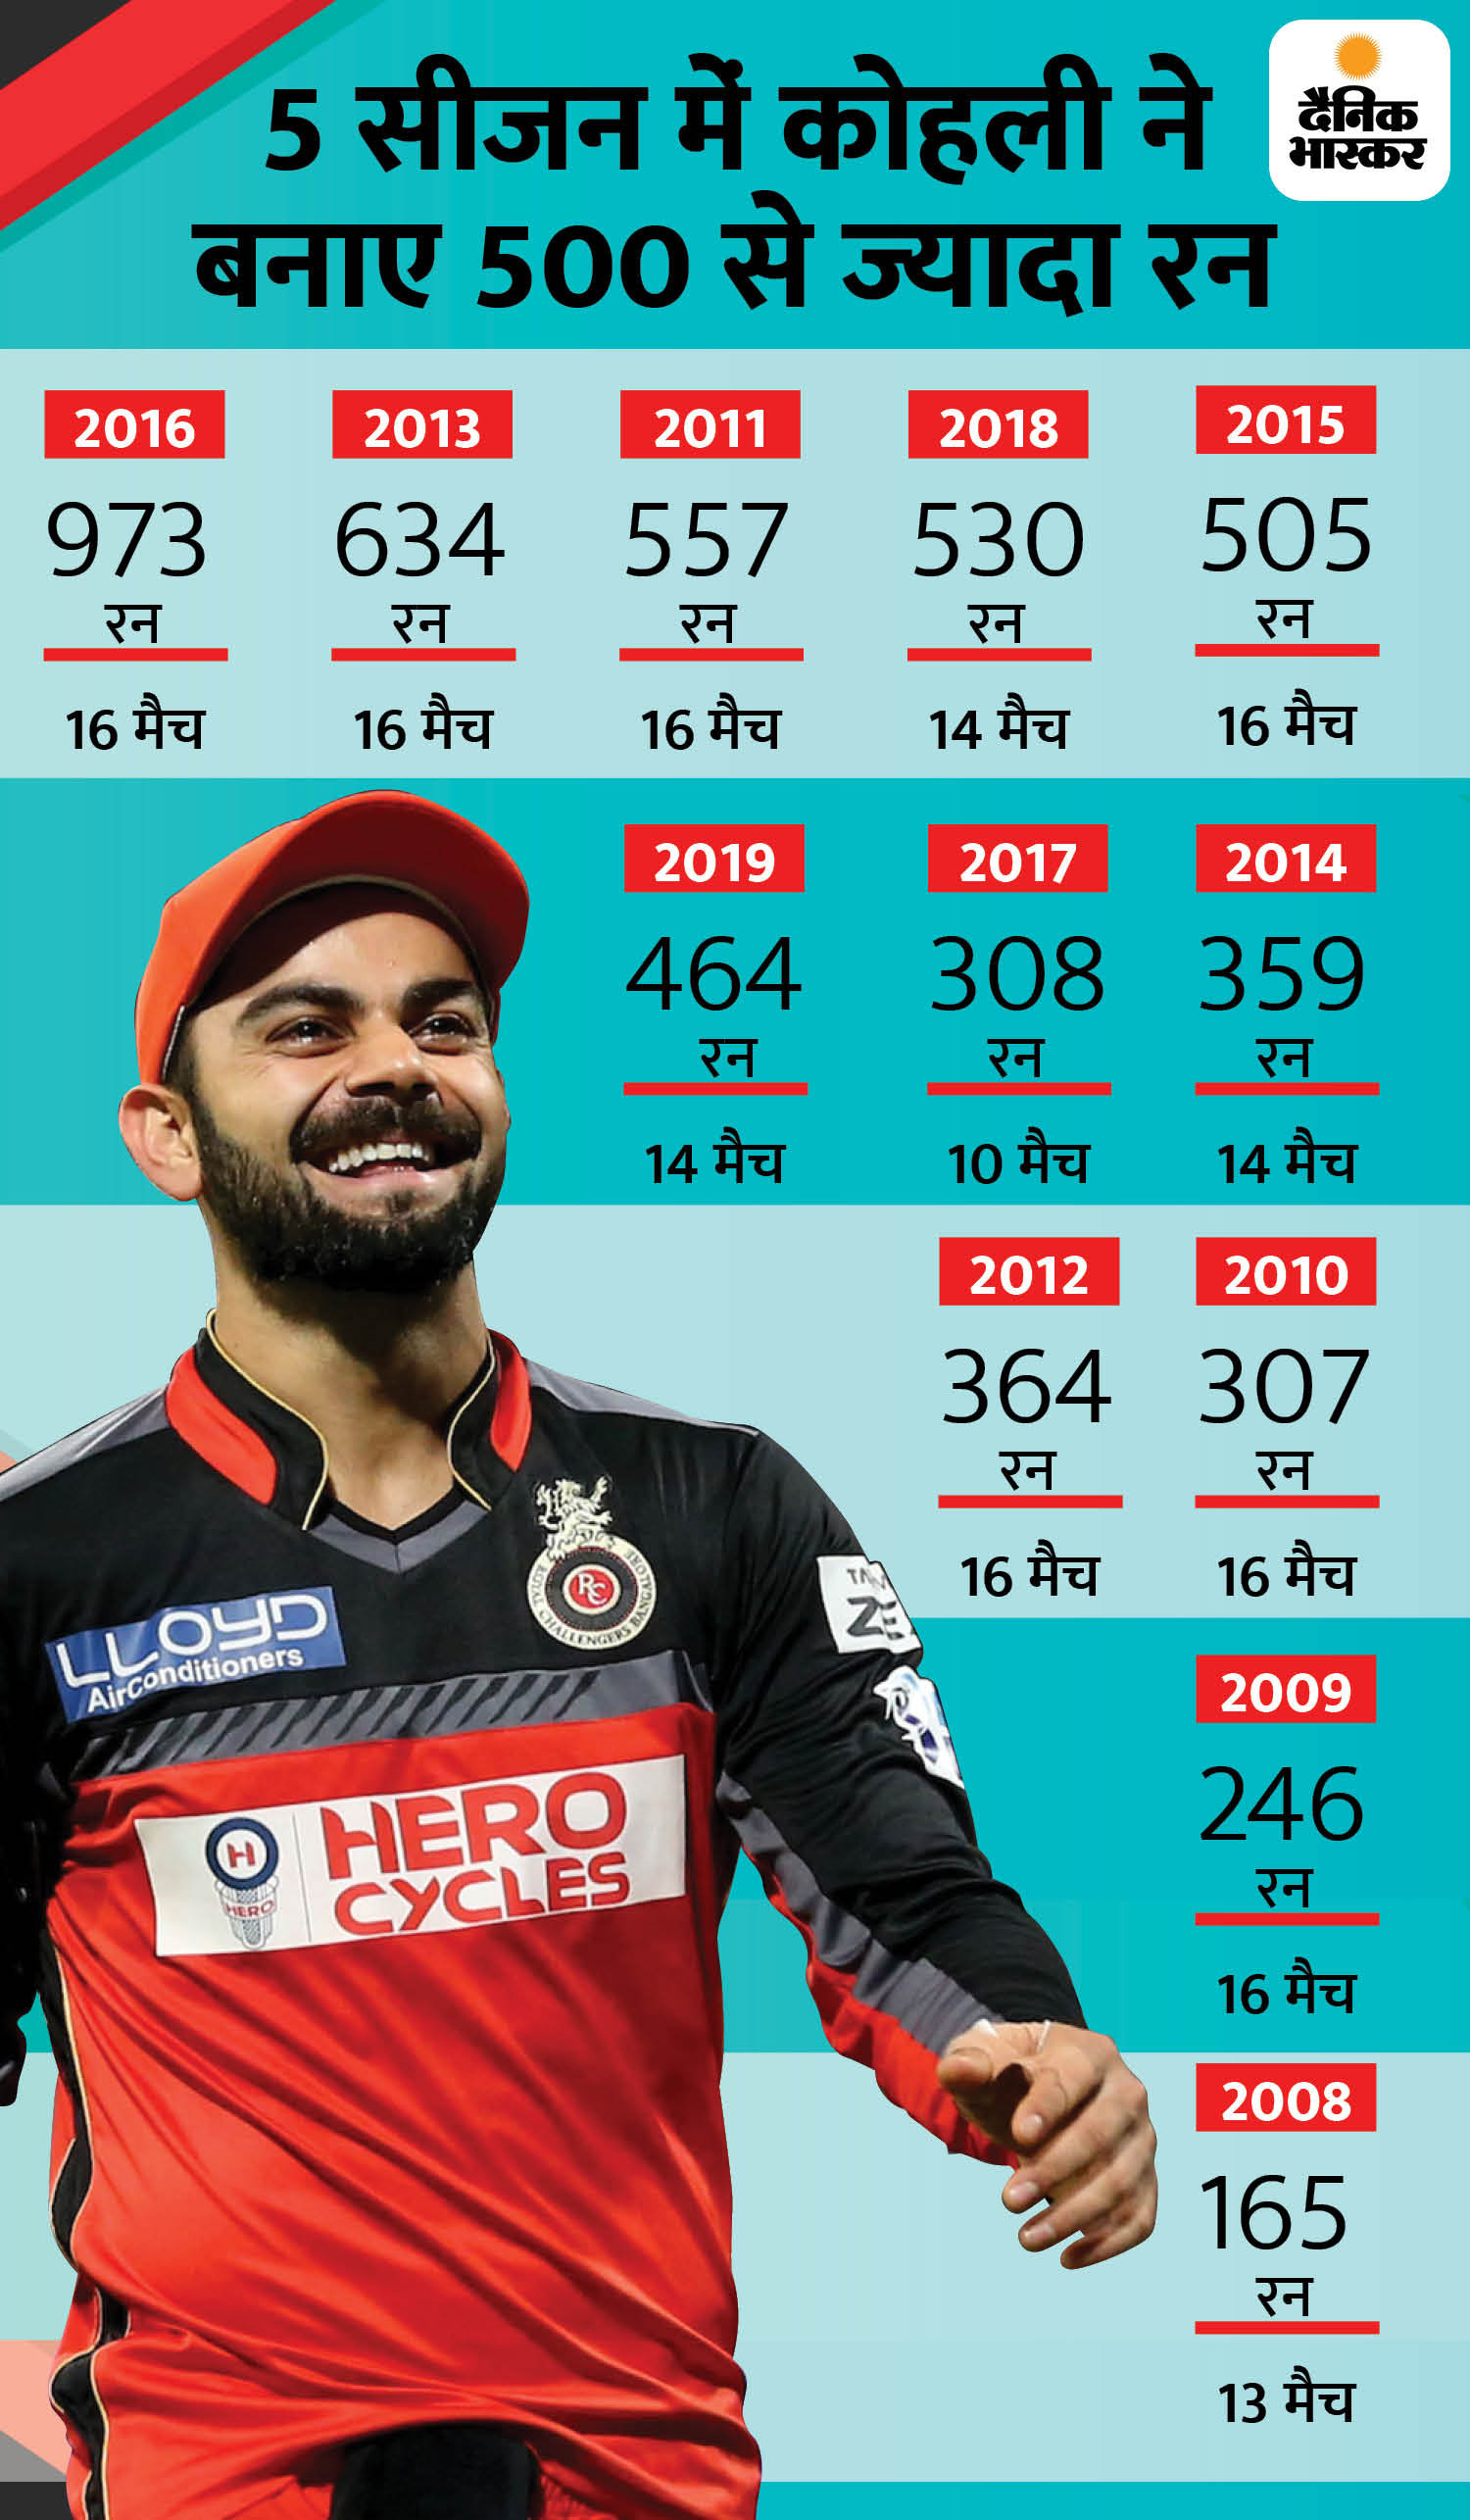 5 सीजन में कोहली ने
बनाए 500 से ज्यादा रन
दैनिक
भास्कर
2016
973
रन
16 मैच
2013
634
रन
16 मैच
2011
557
रन
16 मैच
2018
530
रन
14 मैच
2015
505
रन
16 मैच
2019
464
रन
14 मैच
2017
308
रन
10 मैच
2014
359
रन
14 मैच
2012
364
रन
16 मैच
2010
307
रन
16 मैच
2009
246
रन
16 मैच
2008
165
रन
13 मैच
ROYAL CHALLENGERS BANGALORE
RC
LLOYD
AirConditioners
H
HERO
HERO
CYCLES